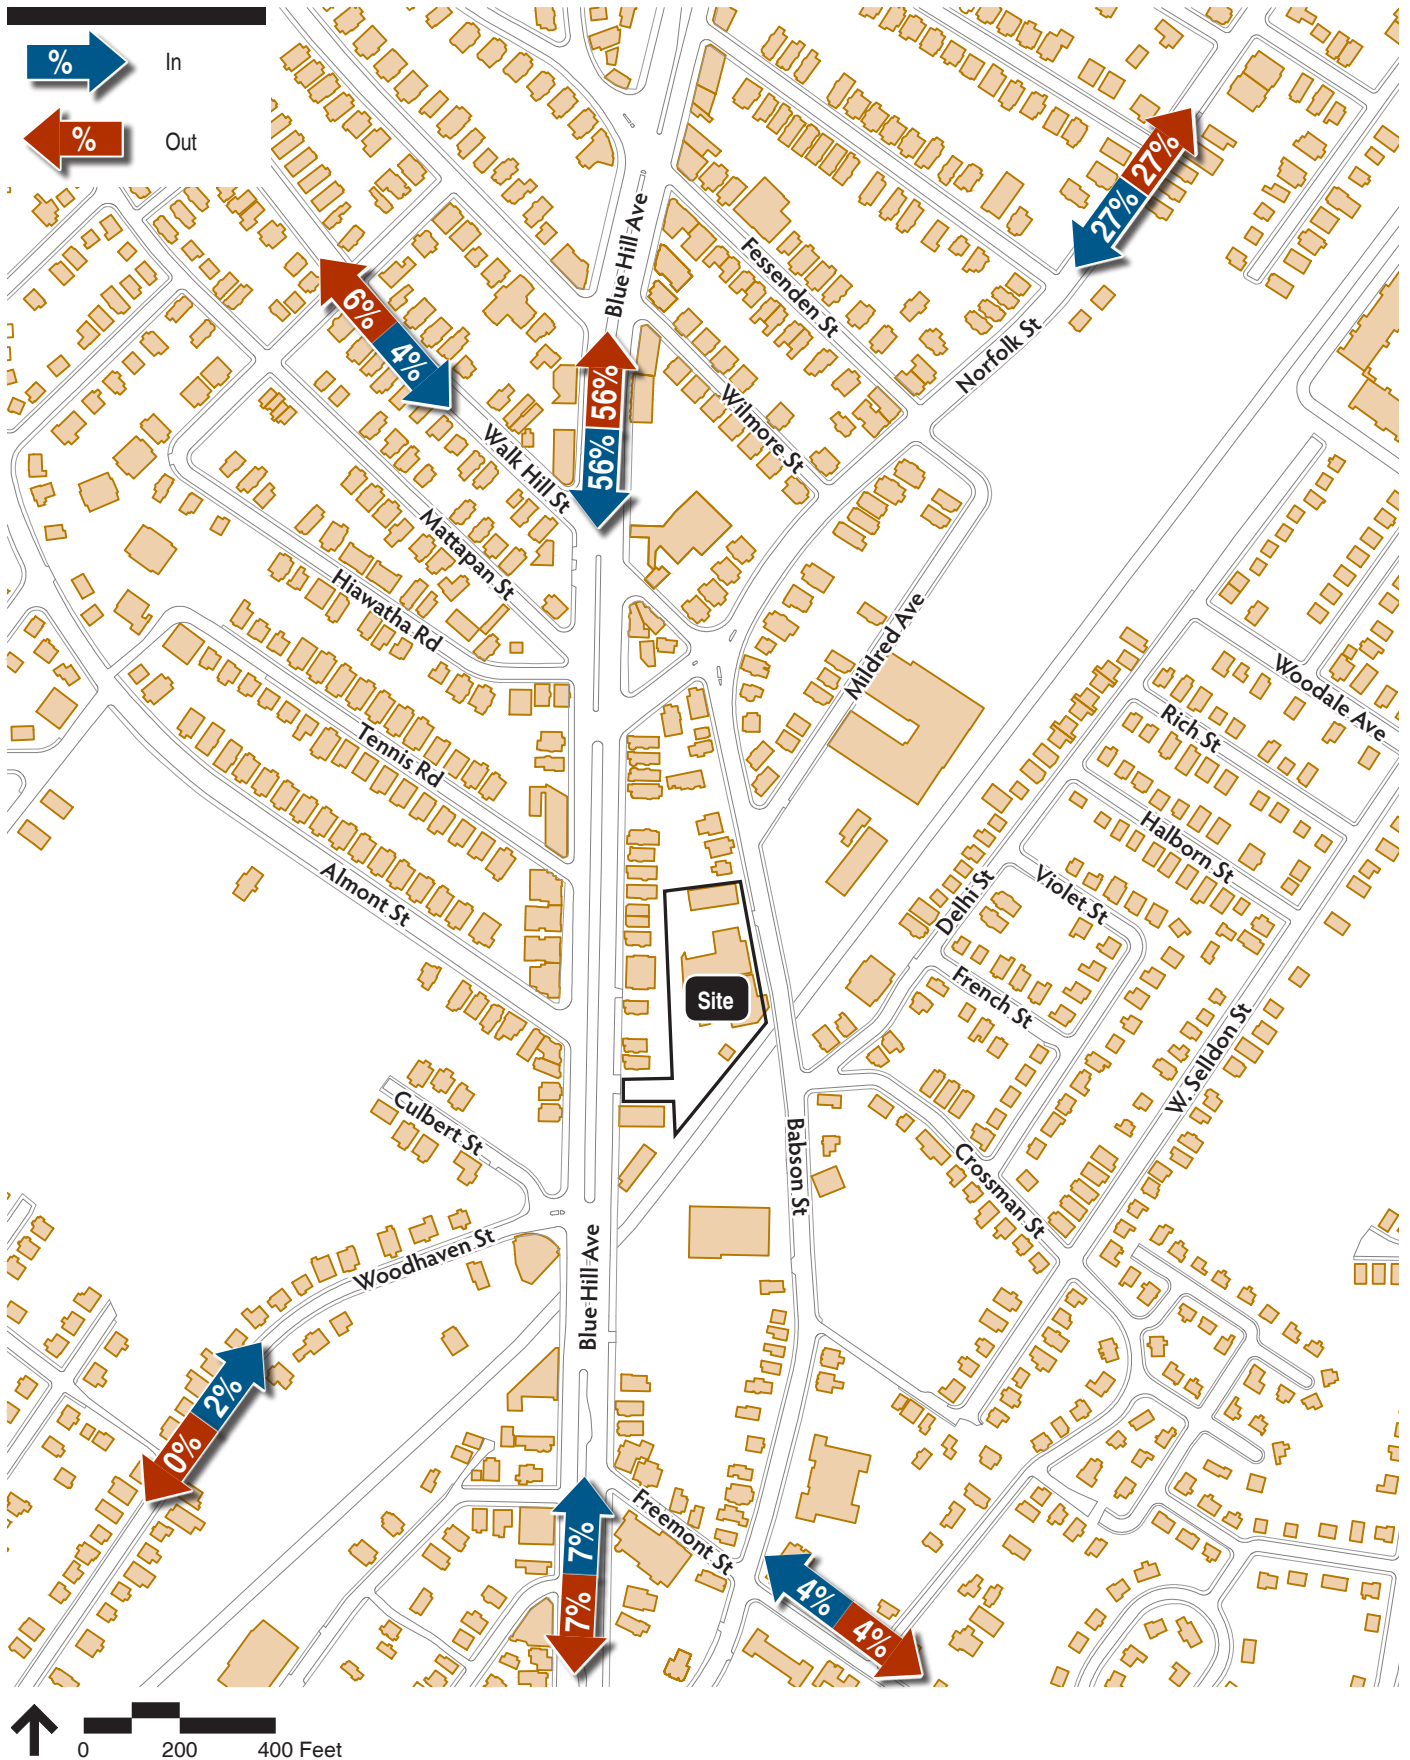 %
In
%
Out
27%
27%
Blue Hill Ave
Fessenden St
6%
4%
Norfolk St
56%
56%
Wilmore St
Walk Hill St
Mattapan St
Hiawatha Rd
Mildred Ave
Woodale Ave
Rich St
Tennis Rd
Halborn St
Almont St
Delhi St
Violet St
Site
French St
W. Selldon St
Culbert St
Babson St
Crossman St
Woodhaven St
Blue Hill Ave
2%
0%
Freemont St
7%
7%
4%
4%
0
200
400 Feet